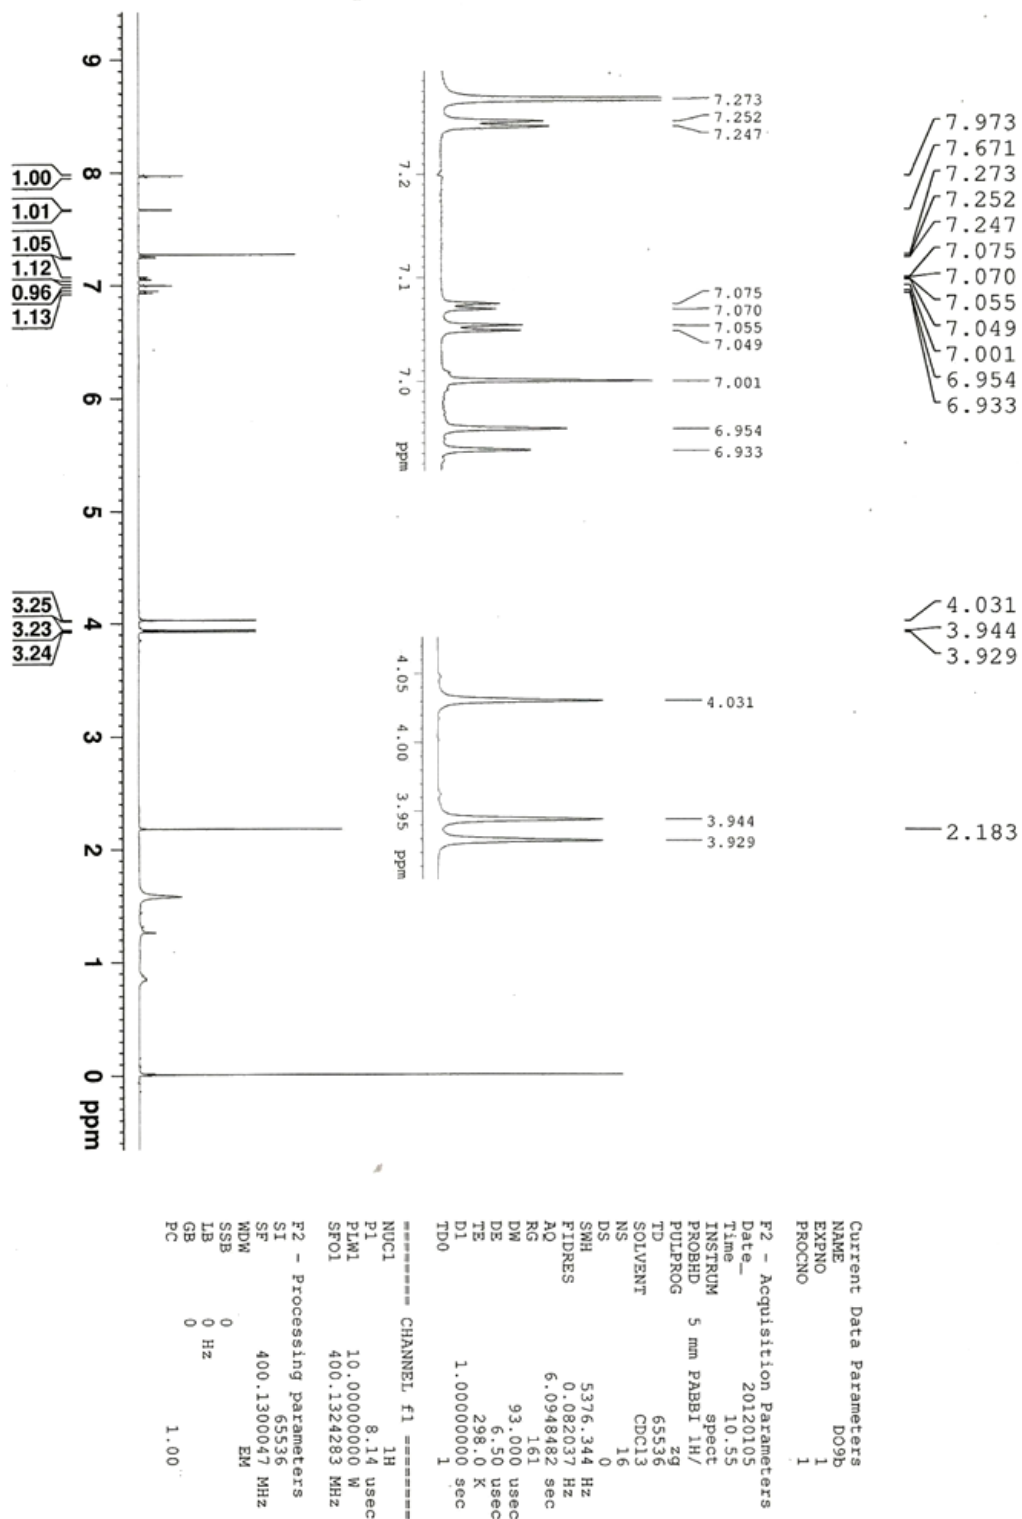 9
8
7
6
5
4
3
2
1
0 ppm
1.00
1.01
1.05
1.12
0.96
1.13
3.25
3.23
3.24
7.2
7.1
7.0
ppm
7.273
7.252
7.247
7.075
7.070
7.055
7.049
7.001
6.954
6.933
4.05
4.00
3.95
ppm
4.031
3.944
3.929
7.973
7.671
7.273
7.252
7.247
7.075
7.070
7.055
7.049
7.001
6.954
6.933
4.031
3.944
3.929
2.183
Current Data Parameters
NAME D09b
EXPNO 1
PROCNO 1
F2 - Acquisition Parameters
Date_ 20120105
Time 10.55
INSTRUM spect
PROBHD 5 mm PABBI 1H/
PULPROG zg
TD 65536
SOLVENT CDCl3
NS 16
DS 0
SWH 5376.344 Hz
FIDRES 0.082037 Hz
AQ 6.0948482 sec
RG 161
DW 93.000 usec
DE 6.50 usec
TE 298.0 K
D1 1.00000000 sec
TD0 1
======== CHANNEL f1 ========
NUC1 1H
P1 8.14 usec
PLW1 10.00000000 W
SFO1 400.1324283 MHz
F2 - Processing parameters
SI 65536
SF 400.1300047 MHz
WDW EM
SSB 0
LB 0 Hz
GB 0
PC 1.00